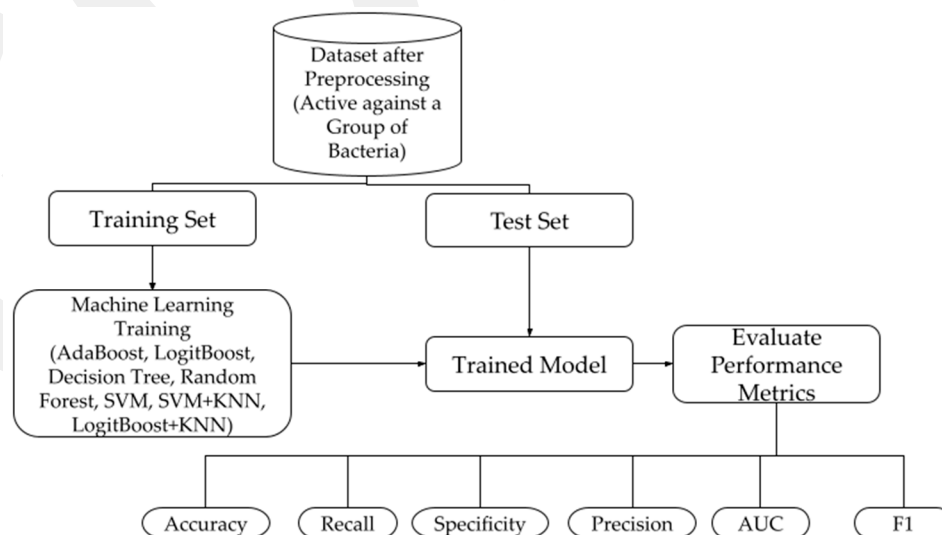 Dataset after
Preprocessing
(Active against a
Group of
Bacteria)
Training Set
Test Set
Machine Learning
Training
(AdaBoost, LogitBoost,
Decision Tree, Random
Forest, SVM, SVM+KNN,
LogitBoost+KNN)
Trained Model
Evaluate
Performance
Metrics
Accuracy
Recall
Specificity
Precision
AUC
F1